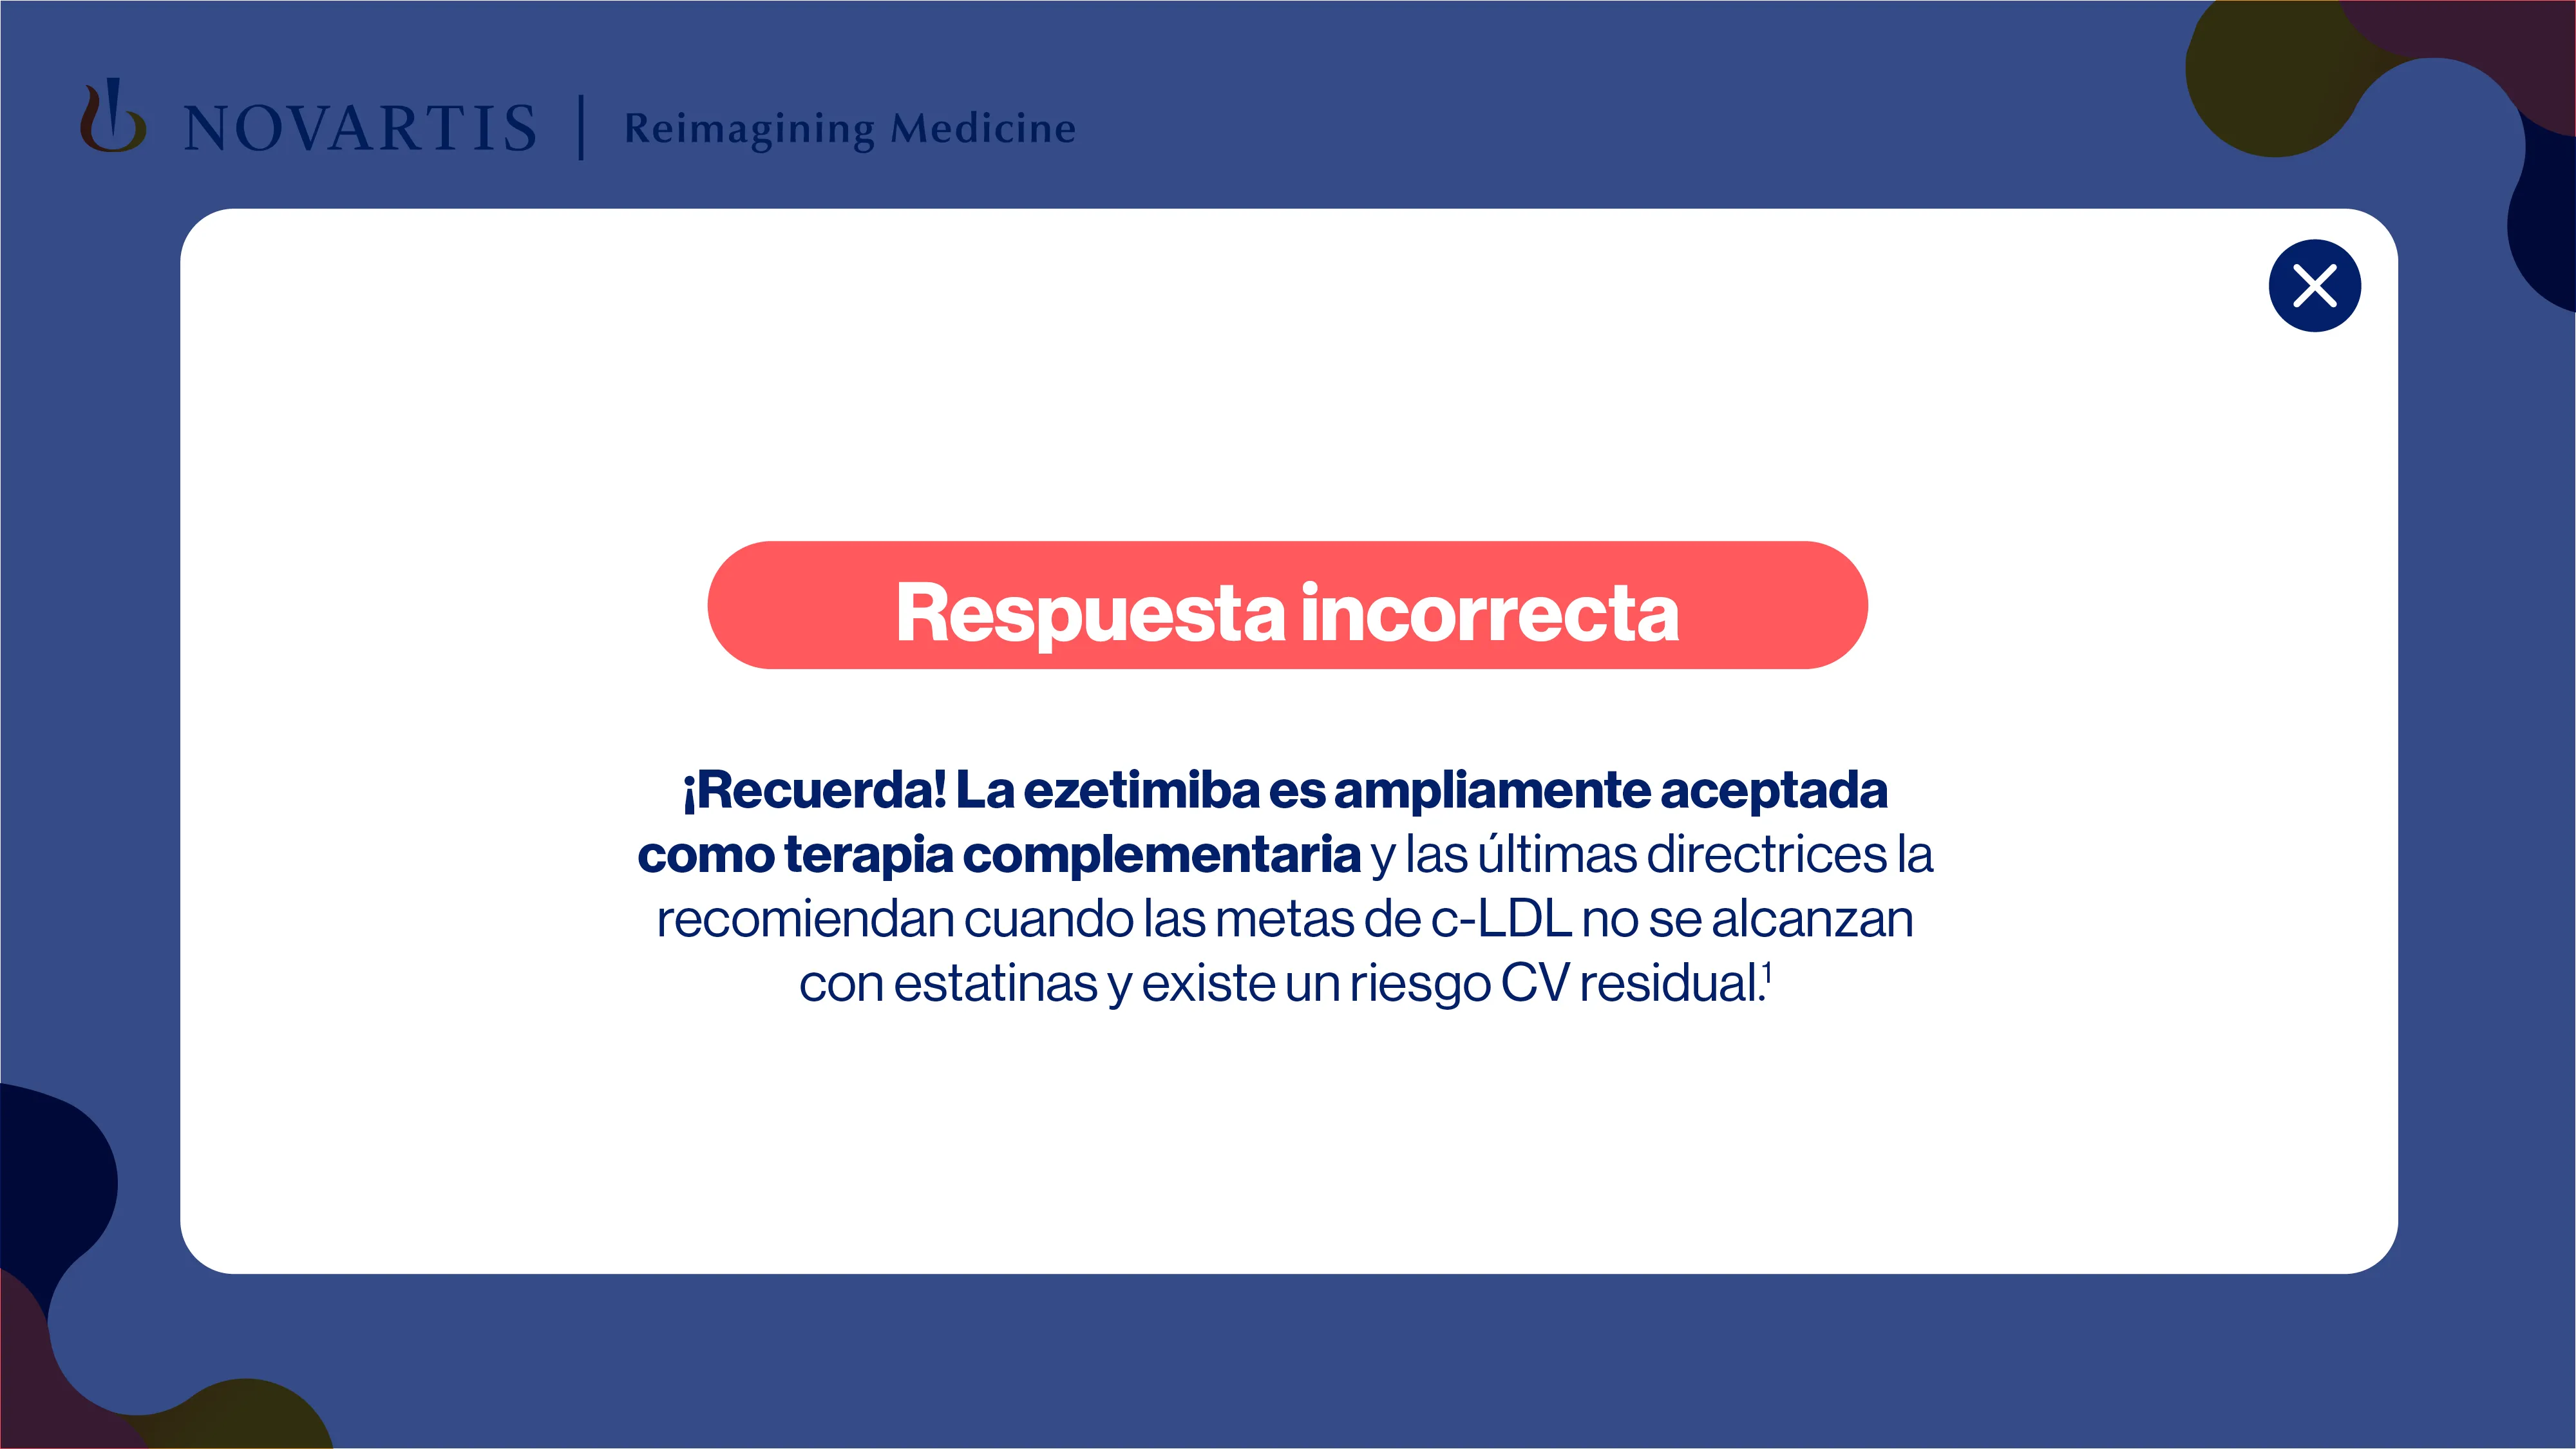 NOVARTIS | Reimagining Medicine
Respuesta incorrecta
¡Recuerda! La ezetimiba es ampliamente aceptada
como terapia complementaria y las últimas directrices la
recomiendan cuando las metas de c-LDL no se alcanzan
con estatinas y existe un riesgo CV residual.¹